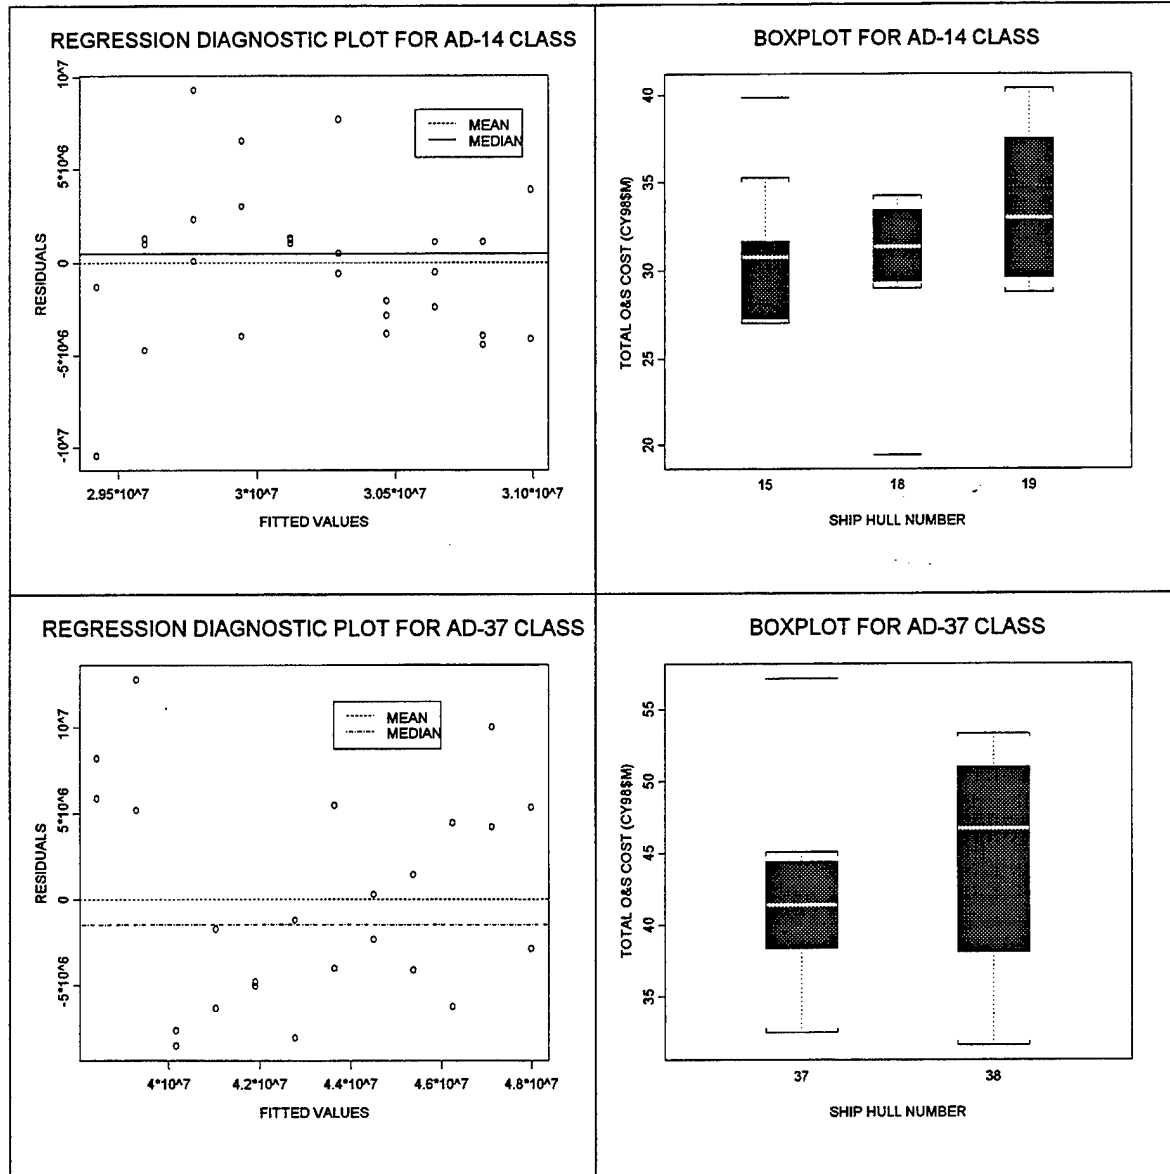 REGRESSION DIAGNOSTIC PLOT FOR AD-14 CLASS
10^7
5*10^6
0
-5*10^6
-10^7
RESIDUALS
MEAN
MEDIAN
2.95*10^7 3*10^7 3.05*10^7 3.10*10^7
FITTED VALUES
BOXPLOT FOR AD-14 CLASS
40
35
30
25
20
TOTAL O&S COST (CY98$M)
15 18 19
SHIP HULL NUMBER
REGRESSION DIAGNOSTIC PLOT FOR AD-37 CLASS
10^7
5*10^6
0
-5*10^6
RESIDUALS
MEAN
MEDIAN
4*10^7 4.2*10^7 4.4*10^7 4.6*10^7 4.8*10^7
FITTED VALUES
BOXPLOT FOR AD-37 CLASS
55
50
45
40
35
TOTAL O&S COST (CY98$M)
37 38
SHIP HULL NUMBER